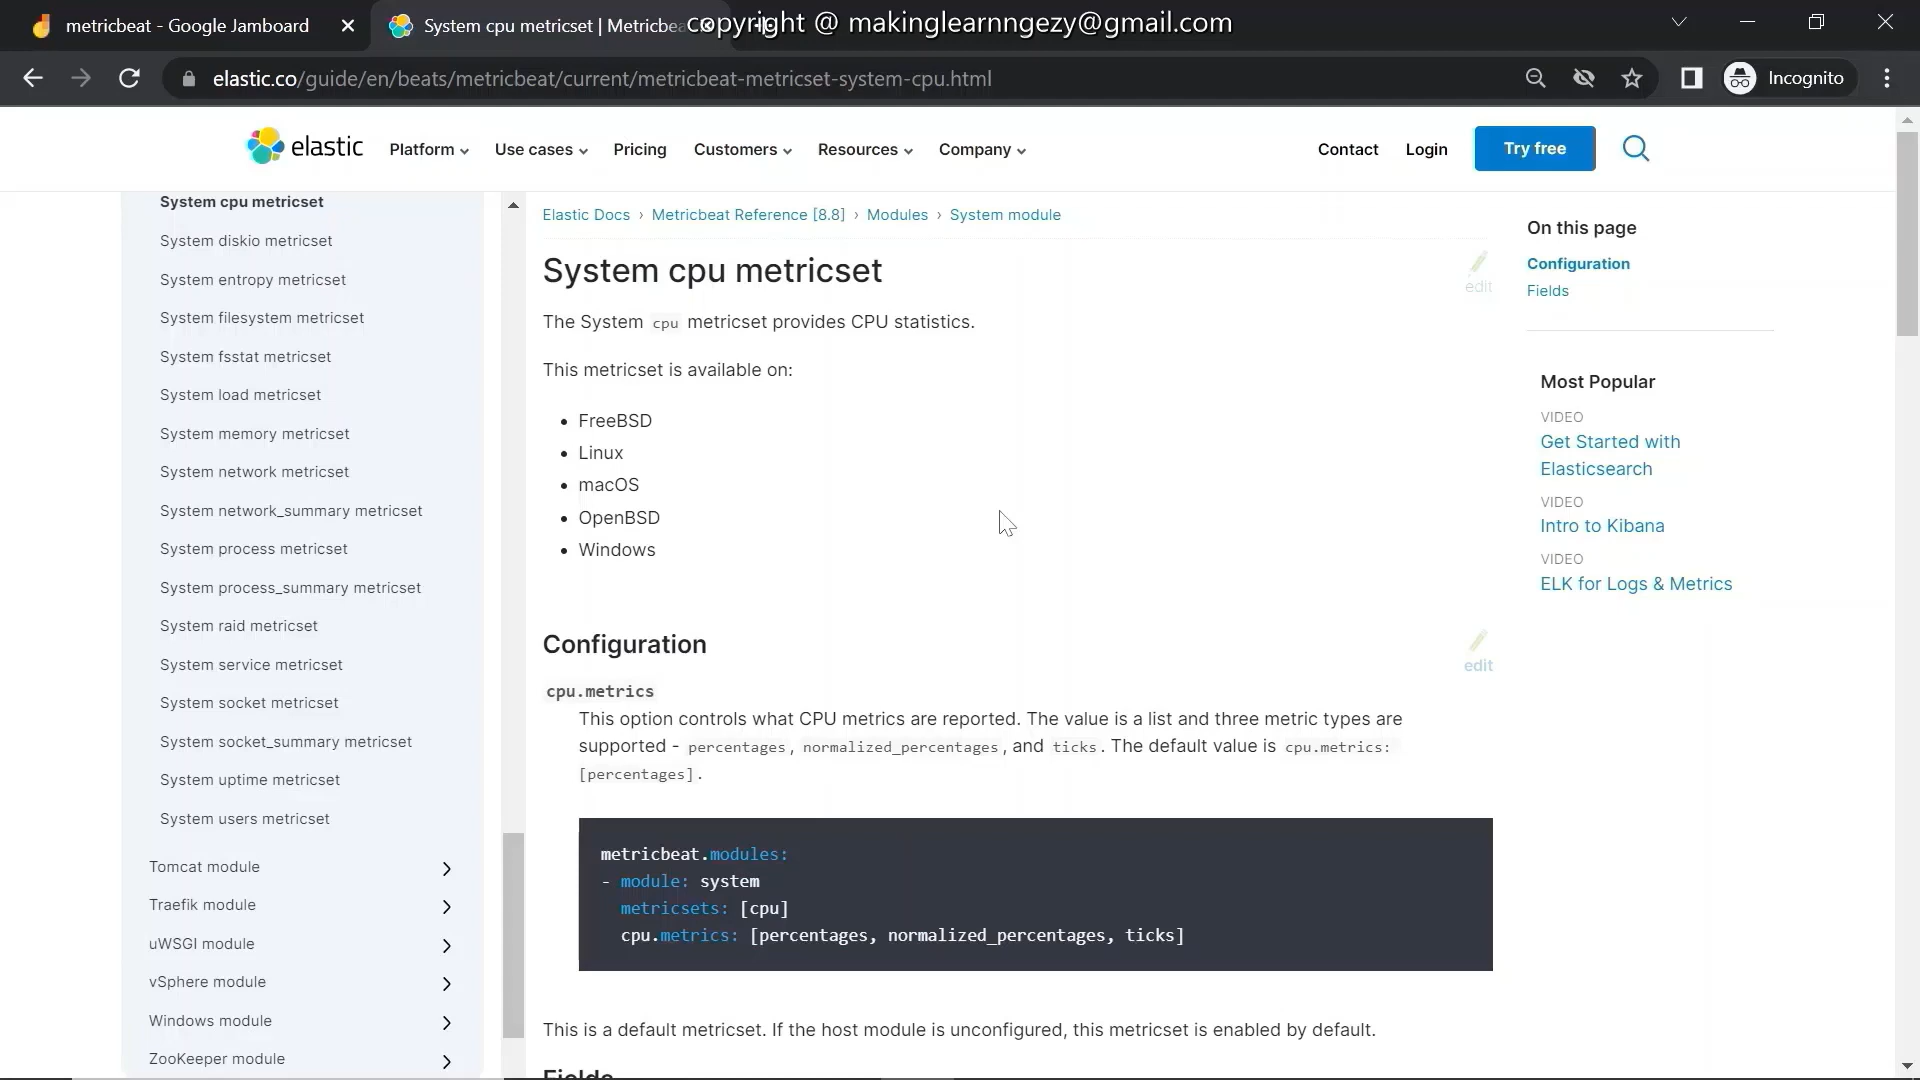 metricbeat - Google Jamboard
System cpu metricset | Metricbea
copyright @ makinglearnngezy@gmail.com
elastic.co/guide/en/beats/metricbeat/current/metricbeat-metricset-system-cpu.html
Incognito
elastic
Platform
Use cases
Pricing
Customers
Resources
Company
Contact
Login
Try free
System cpu metricset
System diskio metricset
System entropy metricset
System filesystem metricset
System fsstat metricset
System load metricset
System memory metricset
System network metricset
System network_summary metricset
System process metricset
System process_summary metricset
System raid metricset
System service metricset
System socket metricset
System socket_summary metricset
System uptime metricset
System users metricset
Tomcat module
Traefik module
uWSGI module
vSphere module
Windows module
ZooKeeper module
Elastic Docs › Metricbeat Reference [8.8] › Modules › System module
System cpu metricset
edit
The System cpu metricset provides CPU statistics.
This metricset is available on:
• FreeBSD
• Linux
• macOS
• OpenBSD
• Windows
Configuration
edit
cpu.metrics
This option controls what CPU metrics are reported. The value is a list and three metric types are
supported - percentages, normalized_percentages, and ticks. The default value is cpu.metrics:
[percentages].
metricbeat.modules:
- module: system
metricsets: [cpu]
cpu.metrics: [percentages, normalized_percentages, ticks]
This is a default metricset. If the host module is unconfigured, this metricset is enabled by default.
Fields
On this page
Configuration
Fields
Most Popular
VIDEO
Get Started with
Elasticsearch
VIDEO
Intro to Kibana
VIDEO
ELK for Logs & Metrics